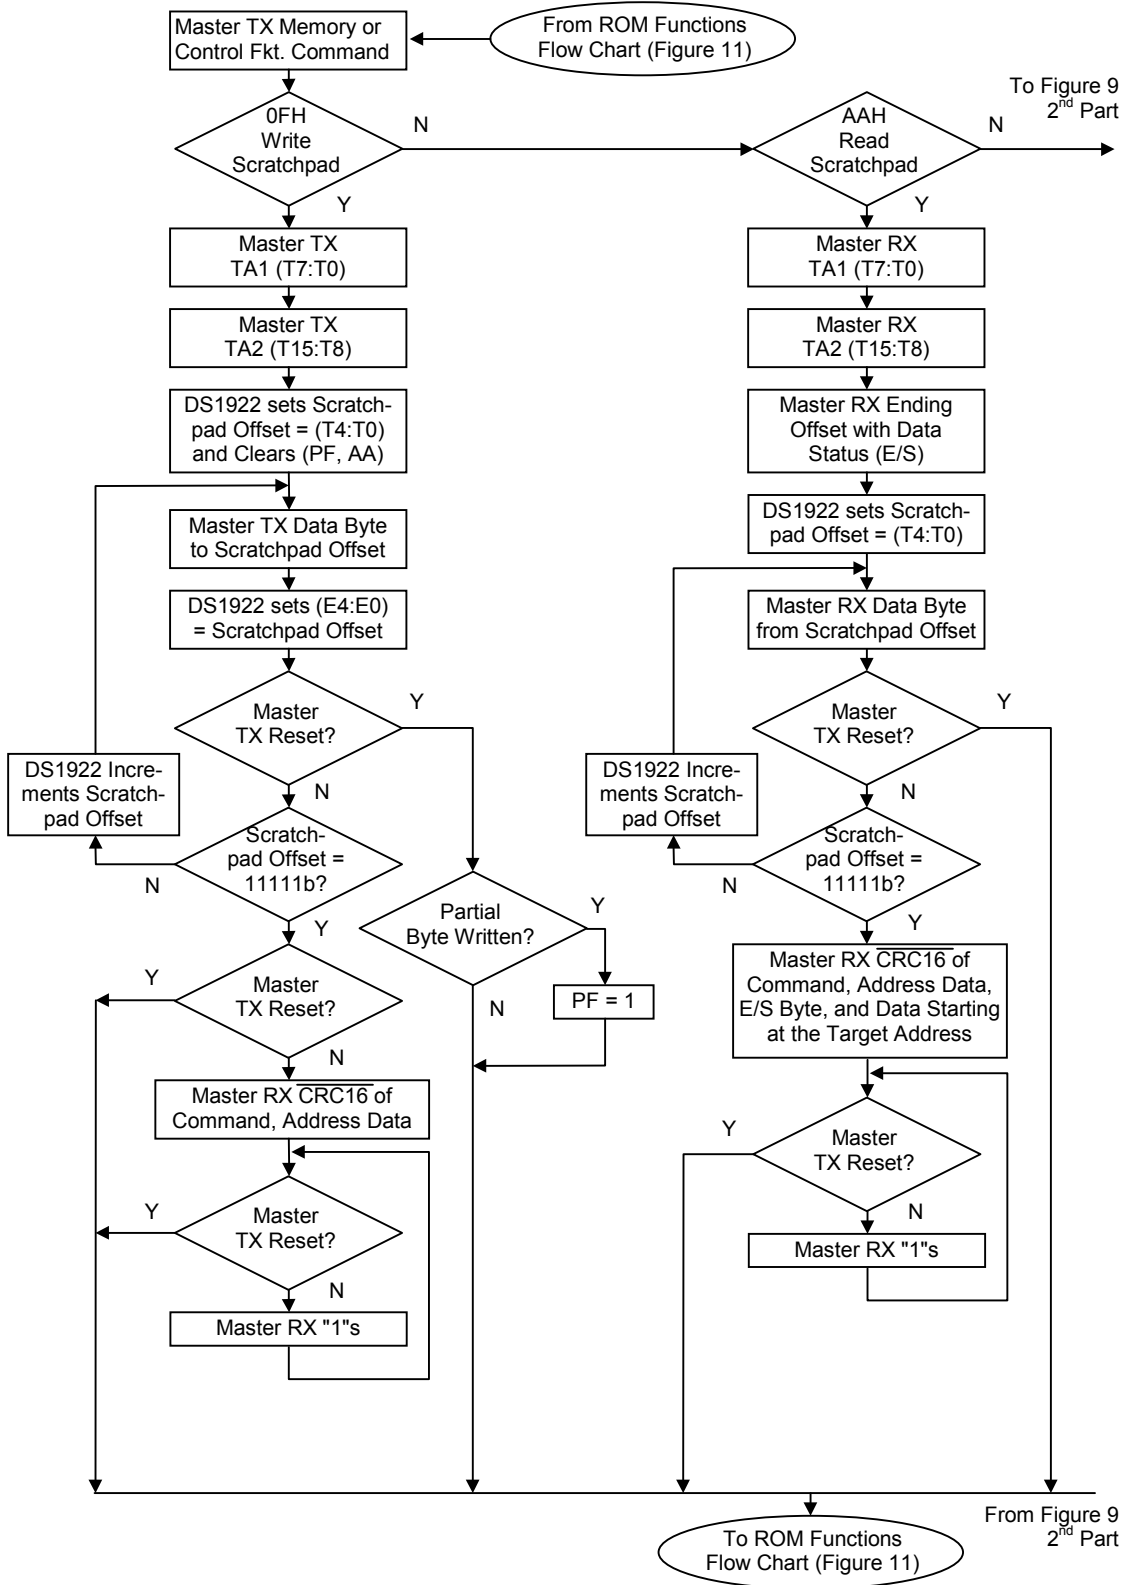 Master TX Memory or
Control Fkt. Command
From ROM Functions
Flow Chart (Figure 11)
To Figure 9
2nd Part
0FH
Write
Scratchpad
N
Y
AAH
Read
Scratchpad
N
Y
Master TX
TA1 (T7:T0)
Master TX
TA2 (T15:T8)
DS1922 sets Scratch-
pad Offset = (T4:T0)
and Clears (PF, AA)
Master TX Data Byte
to Scratchpad Offset
DS1922 sets (E4:E0)
= Scratchpad Offset
Master
TX Reset?
Y
N
DS1922 Incre-
ments Scratch-
pad Offset
Scratch-
pad Offset =
11111b?
N
Y
Partial
Byte Written?
Y
N
PF = 1
Master
TX Reset?
Y
N
Master RX CRC16 of
Command, Address Data
Master
TX Reset?
Y
N
Master RX "1"s
Master RX
TA1 (T7:T0)
Master RX
TA2 (T15:T8)
Master RX Ending
Offset with Data
Status (E/S)
DS1922 sets Scratch-
pad Offset = (T4:T0)
Master RX Data Byte
from Scratchpad Offset
Master
TX Reset?
Y
N
DS1922 Incre-
ments Scratch-
pad Offset
Scratch-
pad Offset =
11111b?
N
Y
Master RX CRC16 of
Command, Address Data,
E/S Byte, and Data Starting
at the Target Address
Master
TX Reset?
Y
N
Master RX "1"s
From Figure 9
2nd Part
To ROM Functions
Flow Chart (Figure 11)